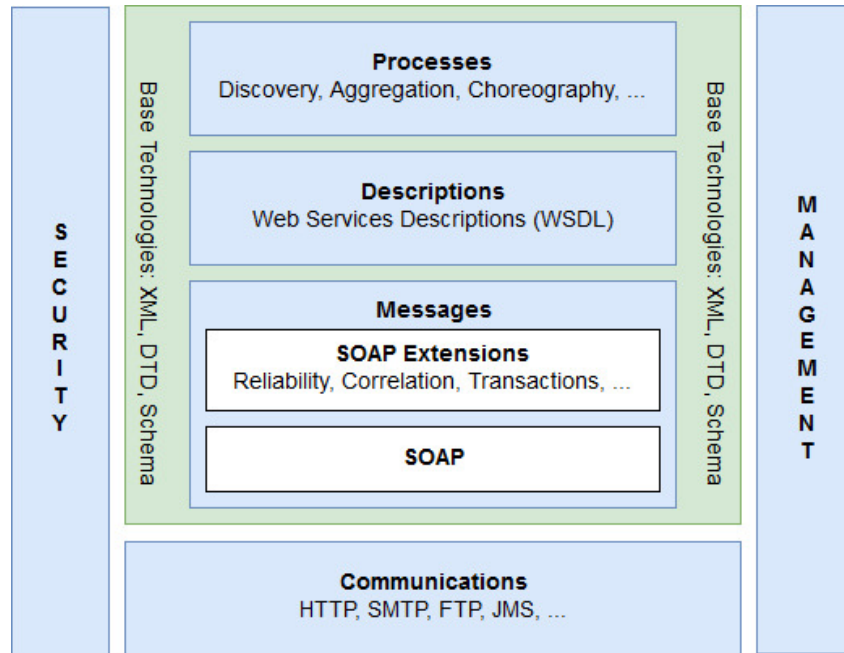 SECURITY
Base Technologies: XML, DTD, Schema
Processes
Discovery, Aggregation, Choreography, ...
Descriptions
Web Services Descriptions (WSDL)
Messages
SOAP Extensions
Reliability, Correlation, Transactions, ...
SOAP
Base Technologies: XML, DTD, Schema
MANAGEMENT
Communications
HTTP, SMTP, FTP, JMS, ...